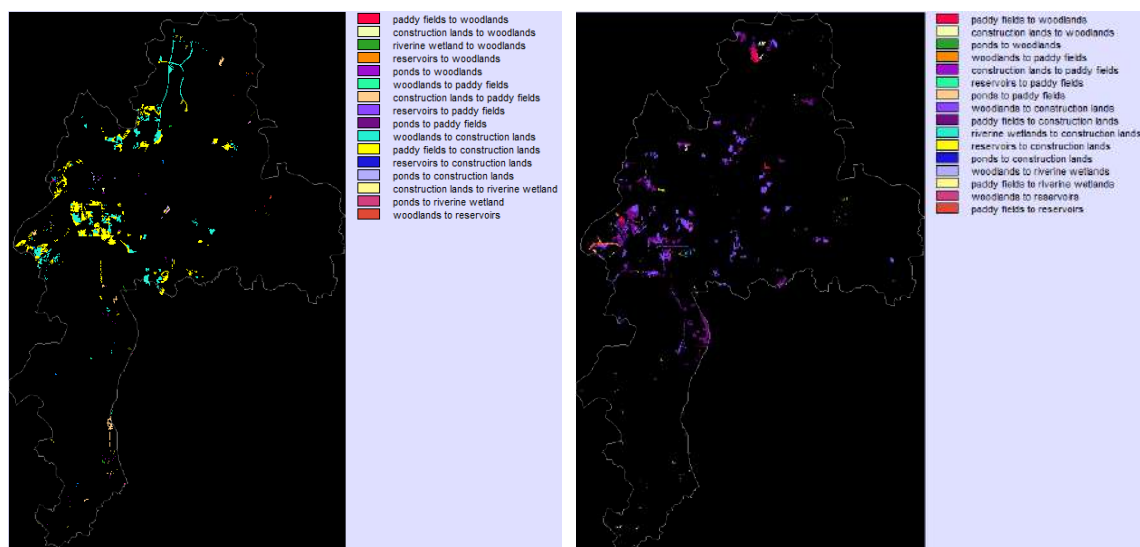 paddy fields to woodlands
construction lands to woodlands
riverine wetland to woodlands
reservoirs to woodlands
ponds to woodlands
woodlands to paddy fields
construction lands to paddy fields
reservoirs to paddy fields
ponds to paddy fields
woodlands to construction lands
paddy fields to construction lands
reservoirs to construction lands
ponds to construction lands
construction lands to riverine wetland
ponds to riverine wetland
woodlands to reservoirs
paddy fields to woodlands
construction lands to woodlands
ponds to woodlands
woodlands to paddy fields
construction lands to paddy fields
reservoirs to paddy fields
ponds to paddy fields
woodlands to construction lands
paddy fields to construction lands
riverine wetlands to construction lands
reservoirs to construction lands
ponds to construction lands
woodlands to riverine wetlands
paddy fields to riverine wetlands
woodlands to reservoirs
paddy fields to reservoirs